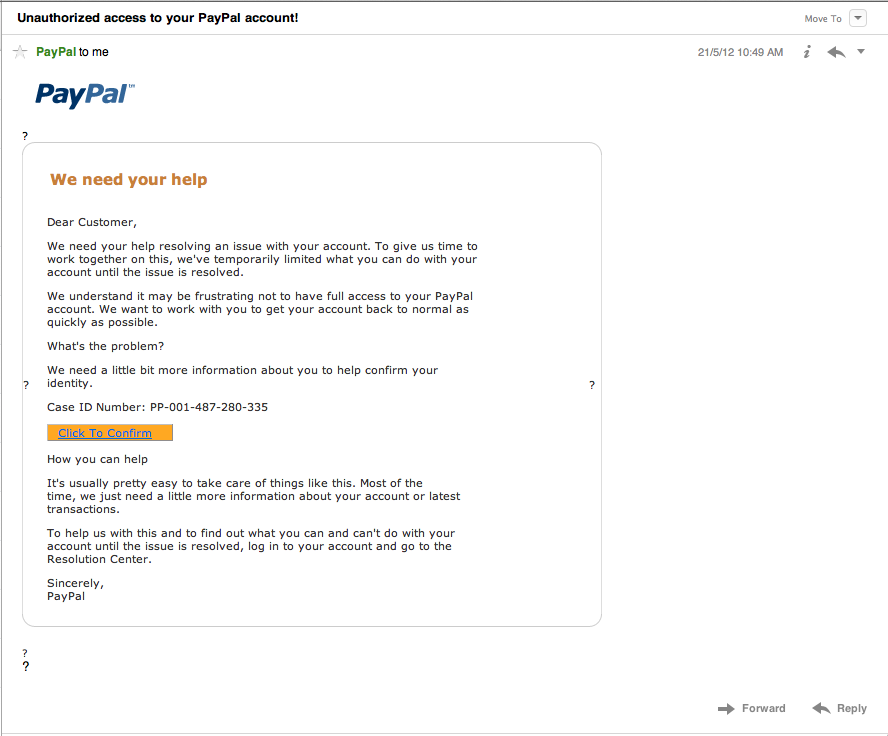 Unauthorized access to your PayPal account!
Move To
PayPal to me
21/5/12 10:49 AM
i
PayPal™
?
We need your help
Dear Customer,
We need your help resolving an issue with your account. To give us time to
work together on this, we've temporarily limited what you can do with your
account until the issue is resolved.
We understand it may be frustrating not to have full access to your PayPal
account. We want to work with you to get your account back to normal as
quickly as possible.
What's the problem?
We need a little bit more information about you to help confirm your
identity.
?
?
Case ID Number: PP-001-487-280-335
Click To Confirm
How you can help
It's usually pretty easy to take care of things like this. Most of the
time, we just need a little more information about your account or latest
transactions.
To help us with this and to find out what you can and can't do with your
account until the issue is resolved, log in to your account and go to the
Resolution Center.
Sincerely,
PayPal
?
?
Forward
Reply